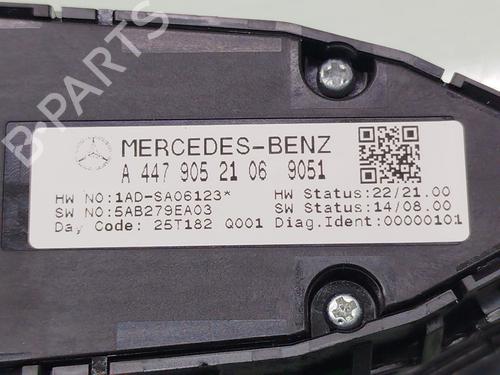 MERCEDES-BENZ
A 447 905 21 06 9051
HW NO:1AD-SA06123* HW Status:22/21.00
SW NO:5AB279EA03 SW Status:14/08.00
Day Code: 25T182 Q001 Diag.Ident:00000101
B-PARTS